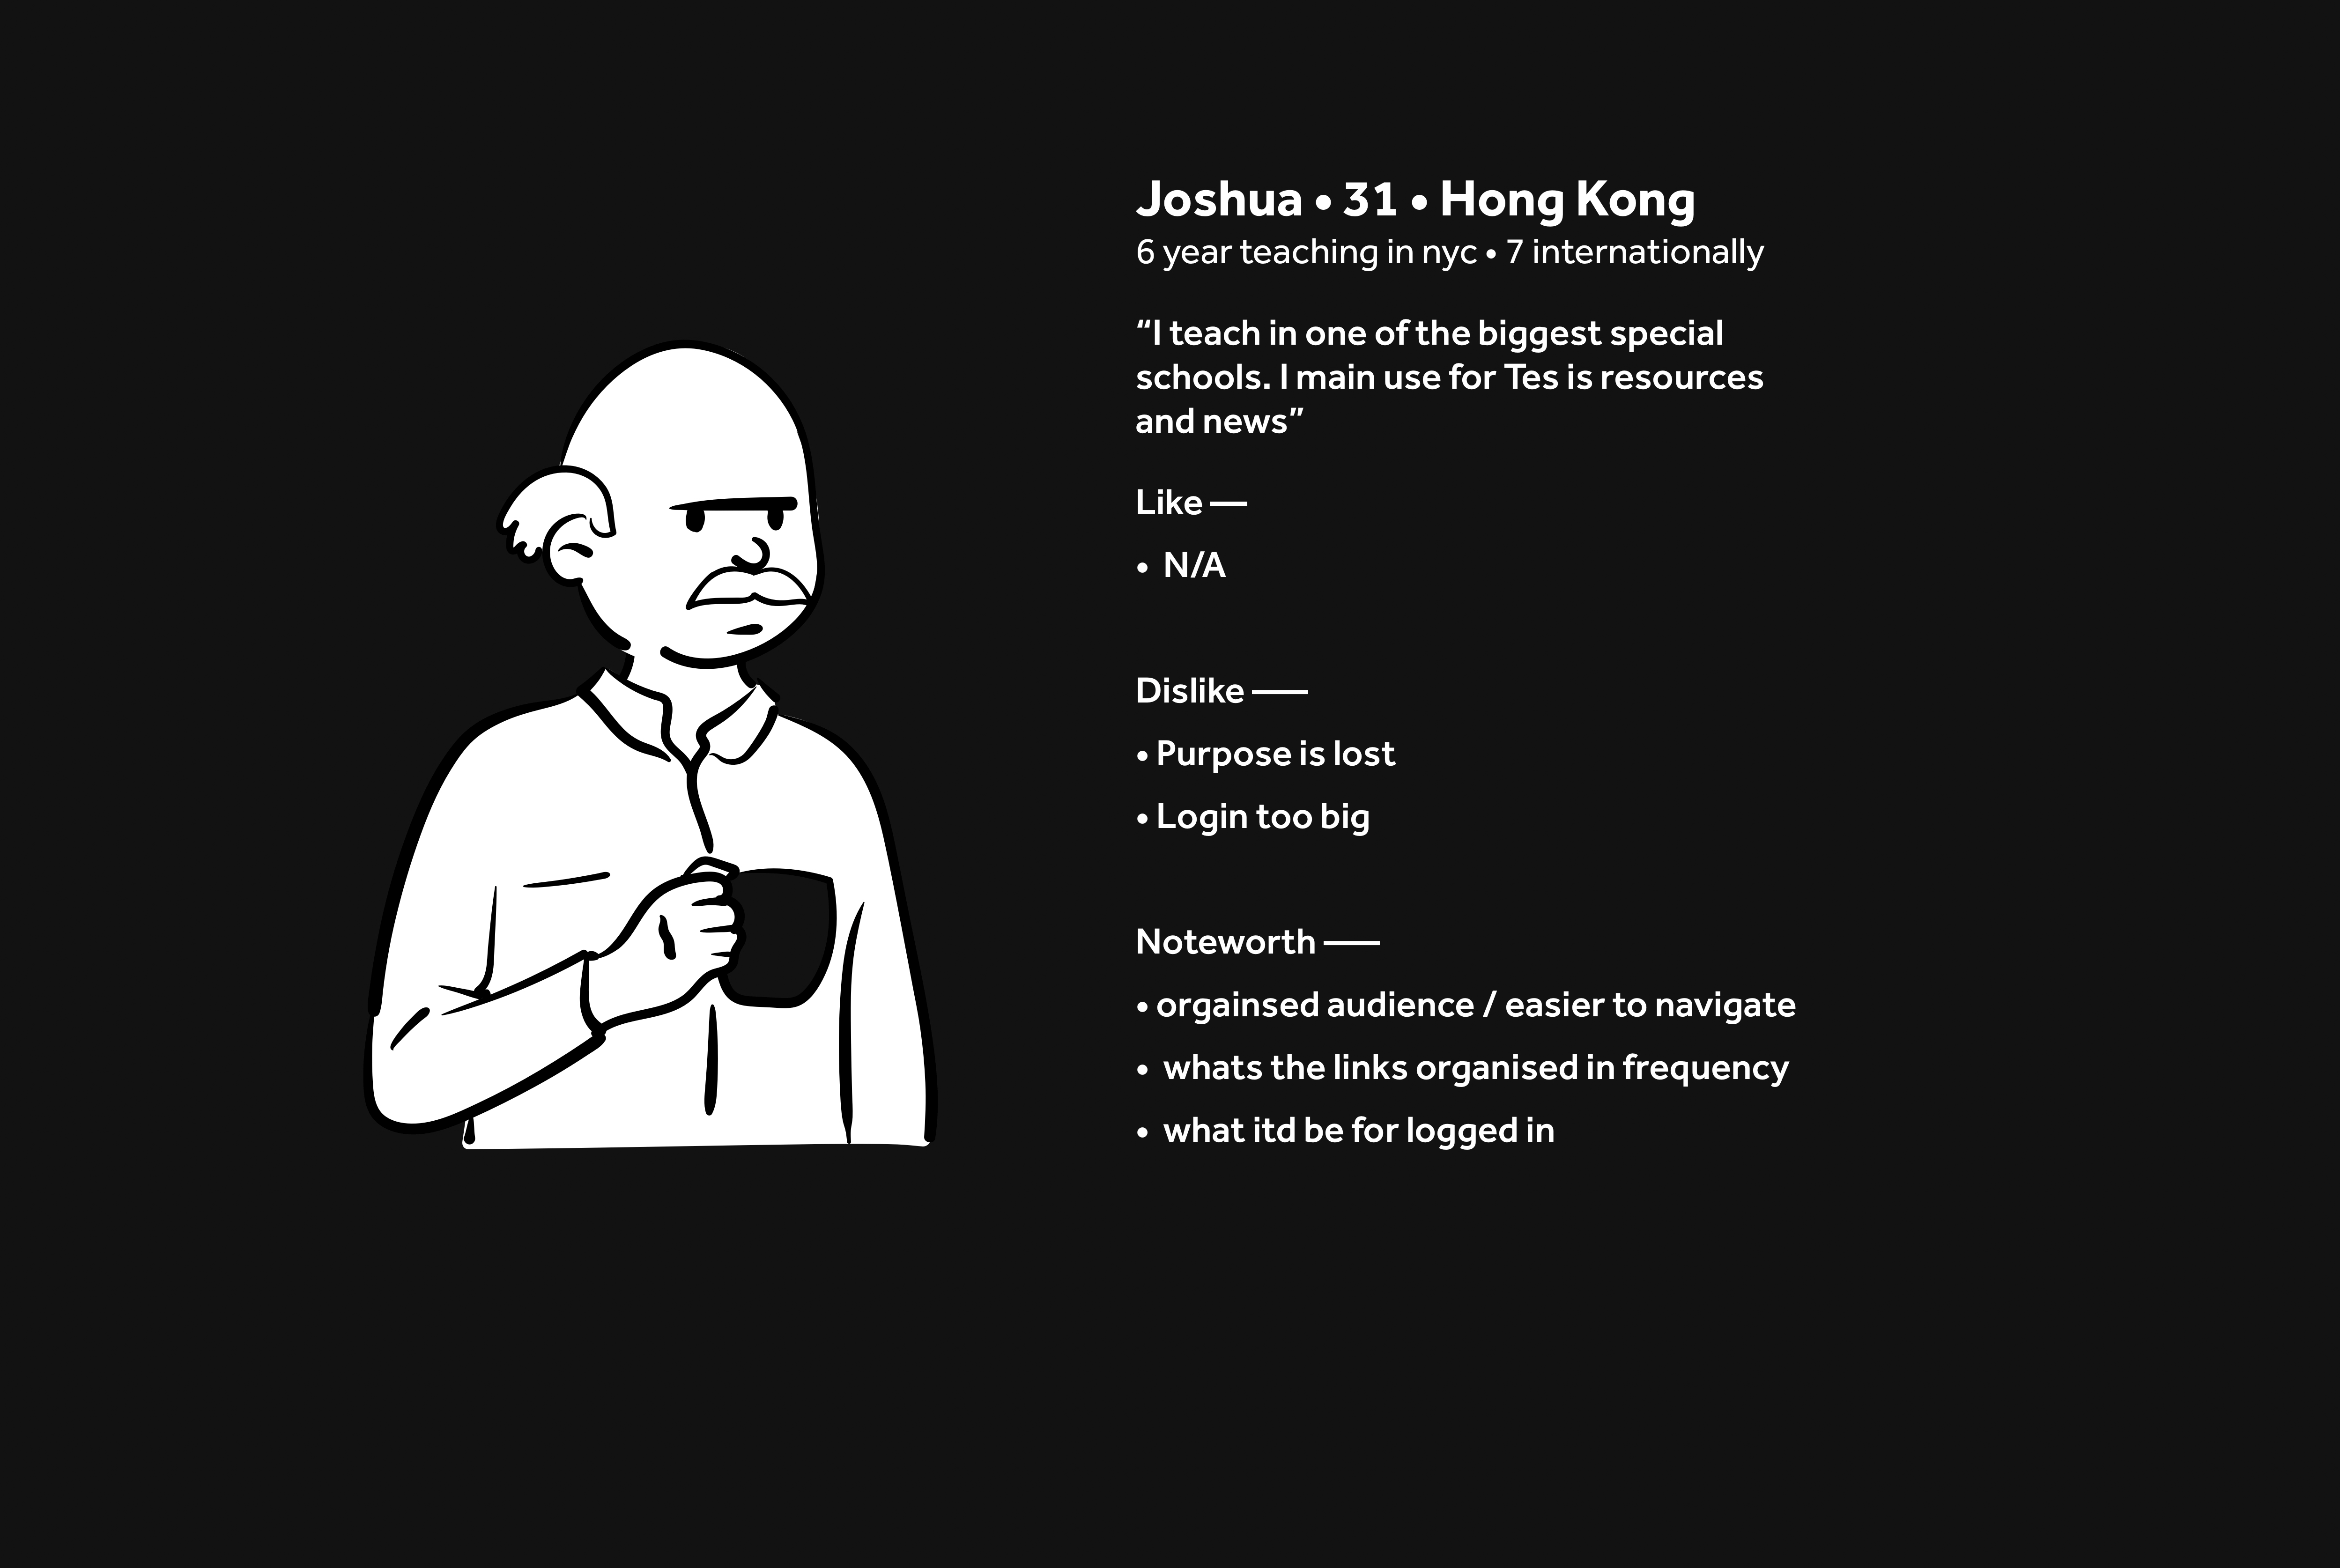 Joshua • 31 • Hong Kong
6 year teaching in nyc • 7 internationally
“I teach in one of the biggest special
schools. I main use for Tes is resources
and news”
Like —
• N/A
Dislike —
• Purpose is lost
• Login too big
Noteworth —
• orgainsed audience / easier to navigate
• whats the links organised in frequency
• what itd be for logged in